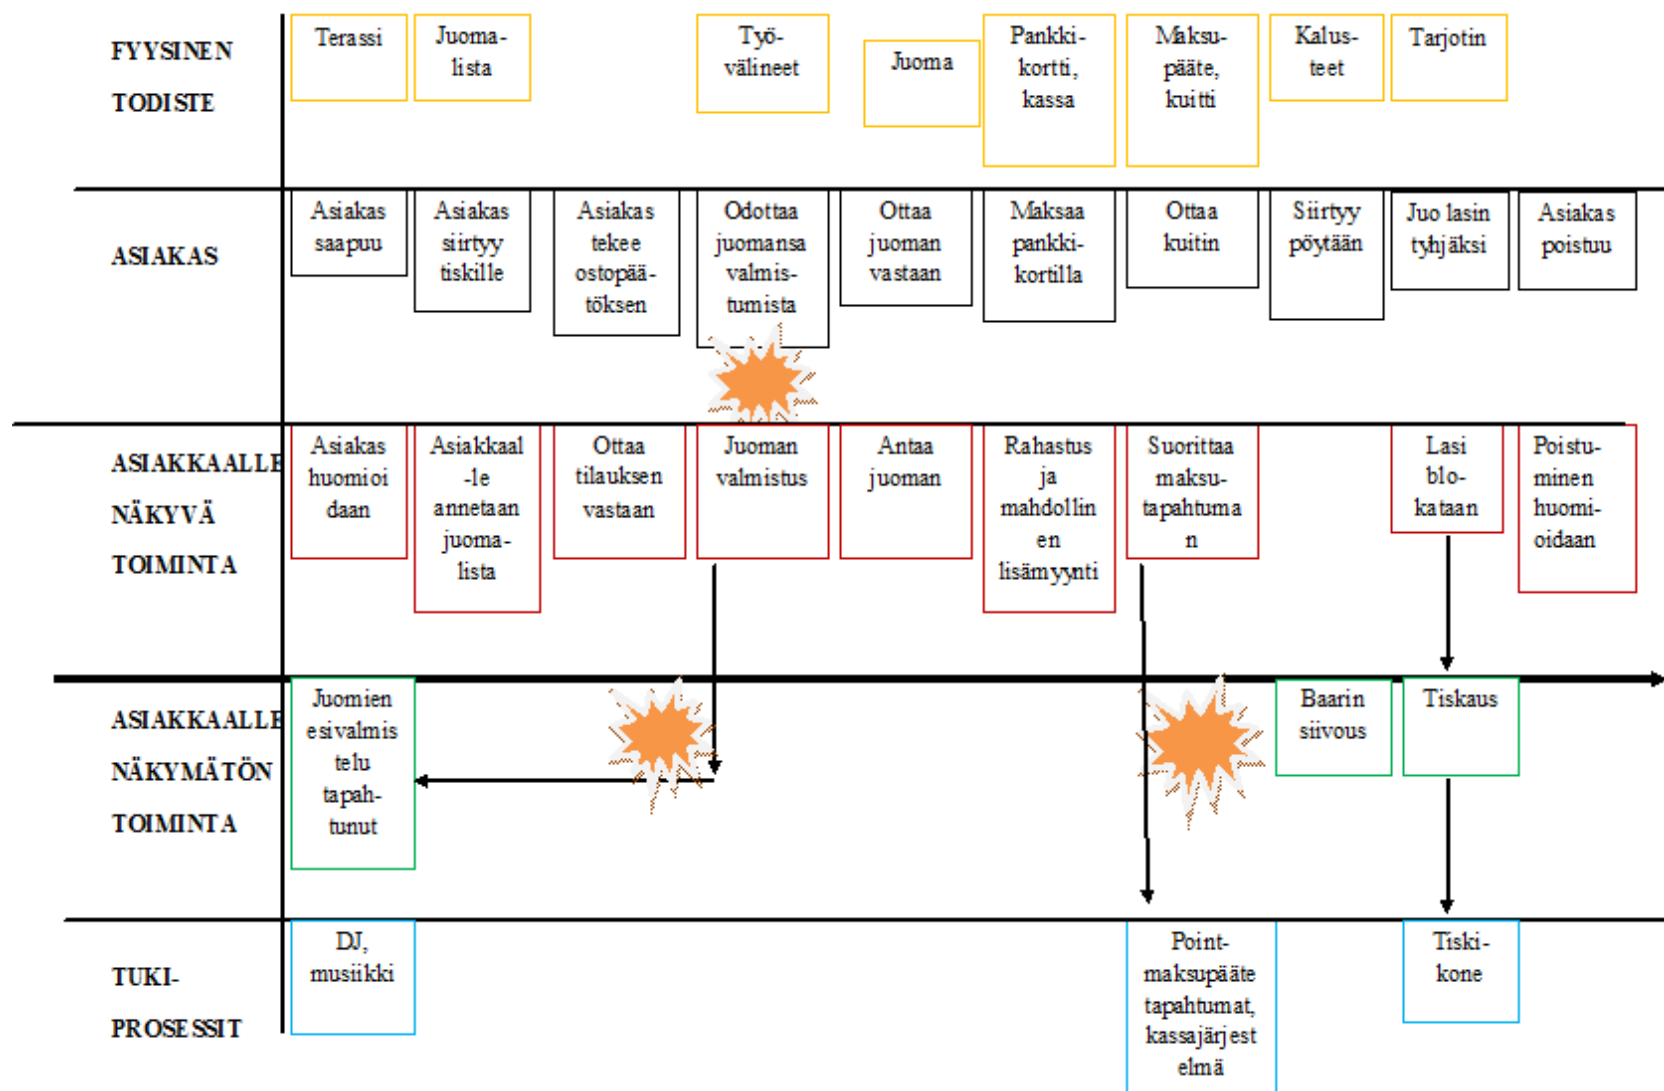 FYYSINEN
TODISTE
Terassi
Juoma-
lista
Työ-
välineet
Juoma
Pankki-
kortti,
kassa
Maksu-
pääte,
kuitti
Kalus-
teet
Tarjotin
ASIAKAS
Asiakas
saapuu
Asiakas
siirtyy
tiskille
Asiakas
tekee
ostopää-
töksen
Odottaa
juomansa
valmis-
tumista
Ottaa
juoman
vastaan
Maksaa
pankki-
kortilla
Ottaa
kuitin
Siirtyy
pöytään
Juo lasin
tyhjäksi
Asiakas
poistuu
ASIAKKAALLE
NÄKYVÄ
TOIMINTA
Asiakas
huomioi
daan
Asiakkaal
-le
annetaan
juoma-
lista
Ottaa
tilauksen
vastaan
Juoman
valmistus
Antaa
juoman
Rahastus
ja
mahdollin
en
lisämyynti
Suorittaa
maksu-
tapahtuma
n
Lasi
blo-
kataan
Poistu-
minen
huomi-
oidaan
ASIAKKAALLE
NÄKYMÄTÖN
TOIMINTA
Juomien
esivalmis
telu
tapah-
tunut
Baarin
siivous
Tiskaus
TUKI-
PROSESSIT
DJ,
musiikki
Point-
maksupääte
tapahtumat,
kassajärjest
elmä
Tiski-
kone